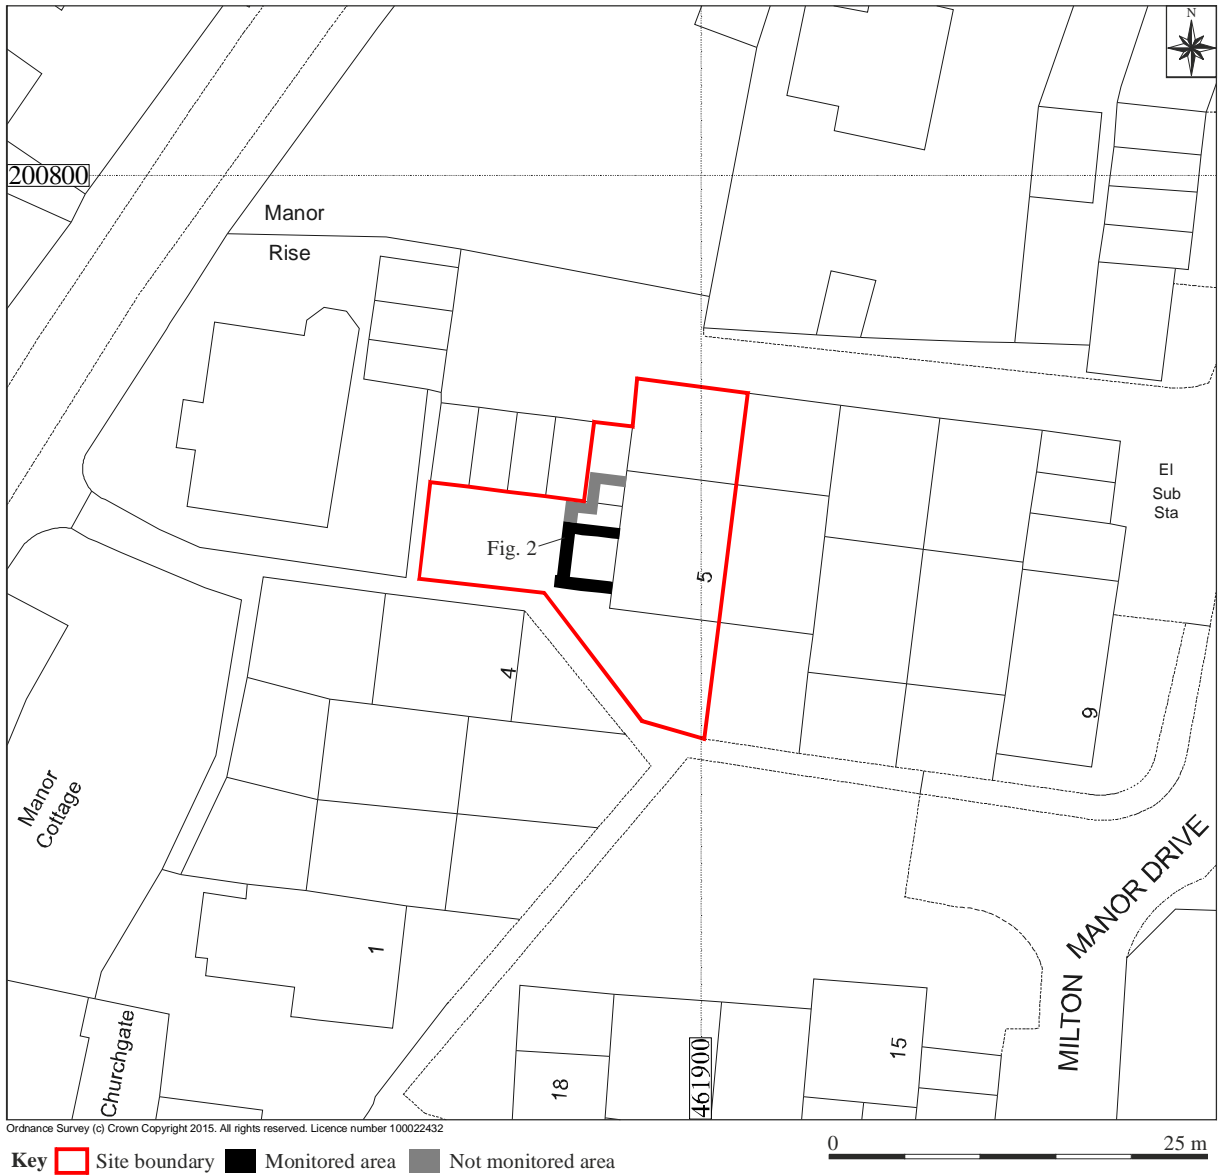 N
200800
Manor
Rise
El
Sub
Sta
Fig. 2
5
4
9
Manor
Cottage
MILTON MANOR DRIVE
1
Churchgate
18
461900
15
Ordnance Survey (c) Crown Copyright 2015. All rights reserved. Licence number 100022432
0 25 m
Key Site boundary Monitored area Not monitored area